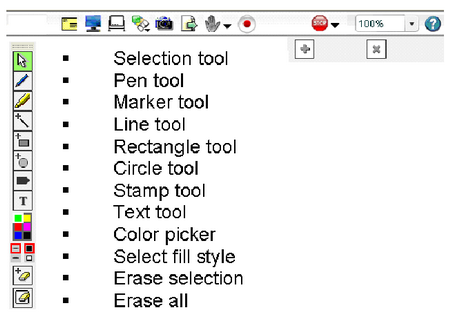 STOP 100% ?
Selection tool
Pen tool
Marker tool
Line tool
Rectangle tool
Circle tool
Stamp tool
T Text tool
Color picker
Select fill style
Erase selection
Erase all